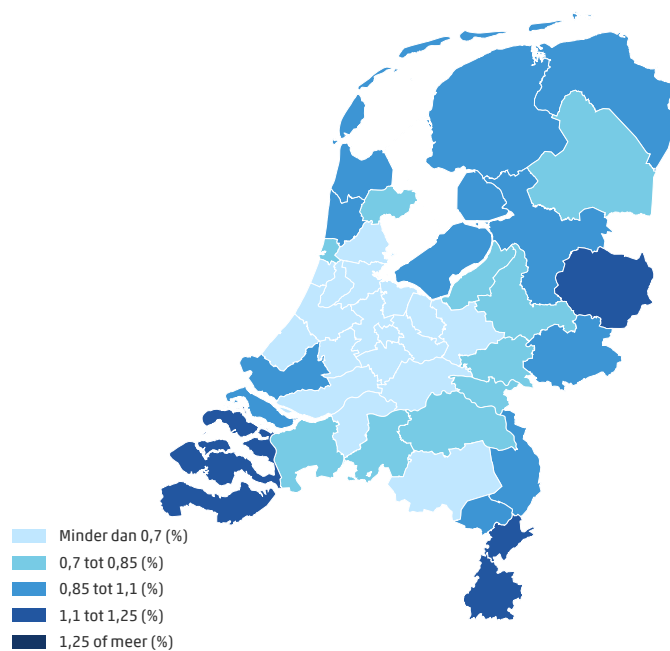 Minder dan 0,7 (%)
0,7 tot 0,85 (%)
0,85 tot 1,1 (%)
1,1 tot 1,25 (%)
1,25 of meer (%)